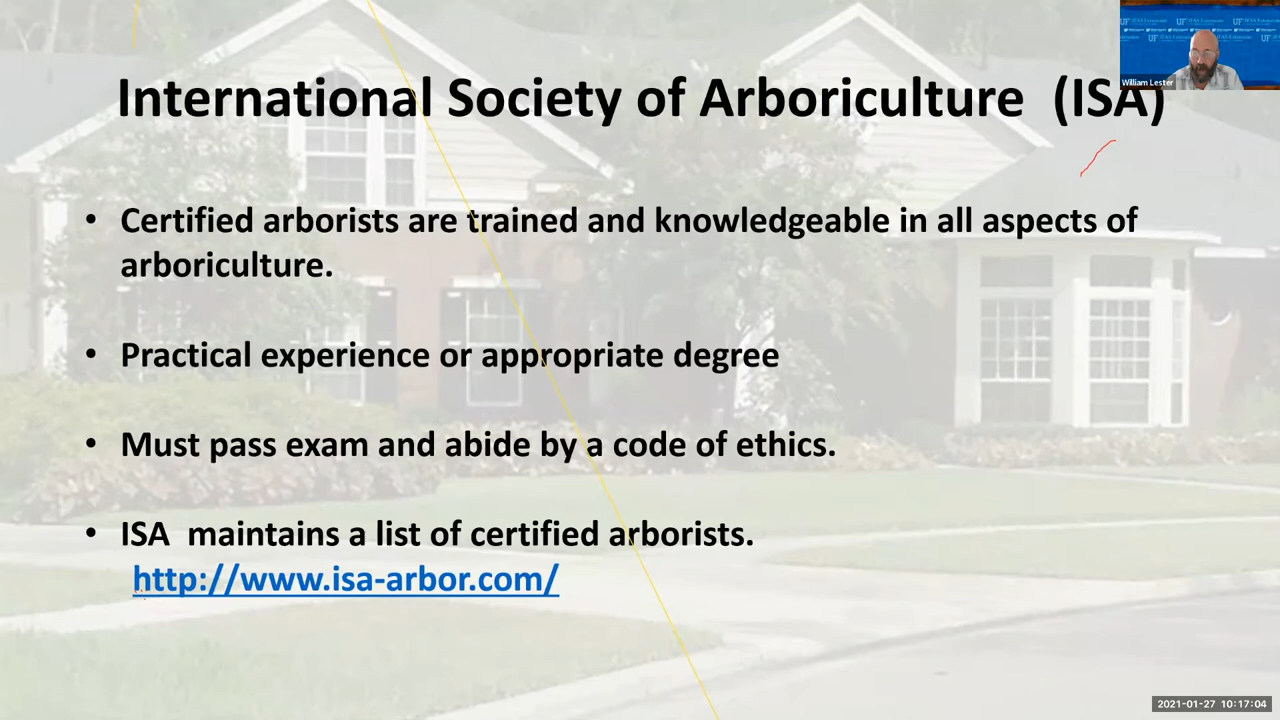 International Society of Arboriculture (ISA)
William Lester
• Certified arborists are trained and knowledgeable in all aspects of
arboriculture.
• Practical experience or appropriate degree
• Must pass exam and abide by a code of ethics.
• ISA maintains a list of certified arborists.
http://www.isa-arbor.com/
2021-01-27 10:17:04